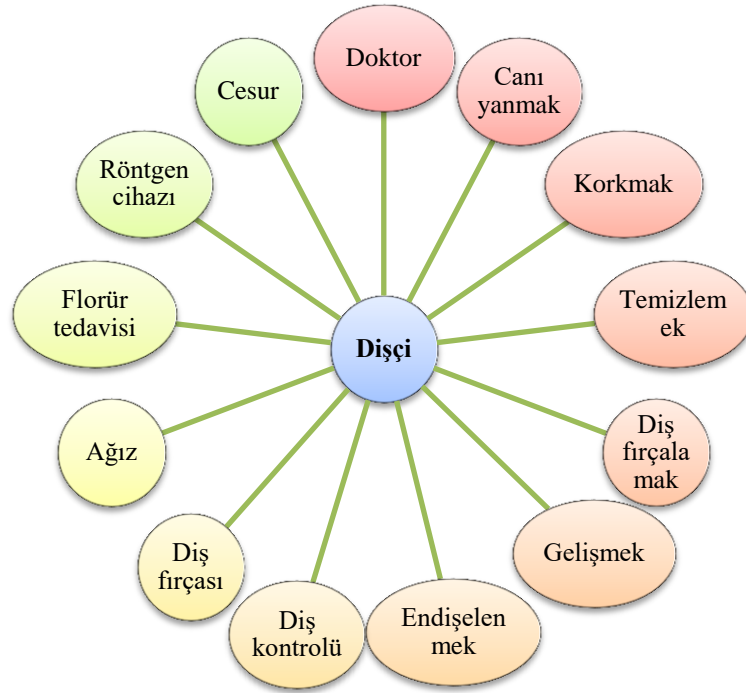 Doktor
Canı
yanmak
Korkmak
Temizlem
ek
Diş
fırçala
mak
Gelişmek
Endişelen
mek
Diş
kontrolü
Diş
fırçası
Ağız
Florür
tedavisi
Röntgen
cihazı
Cesur
Dişçi